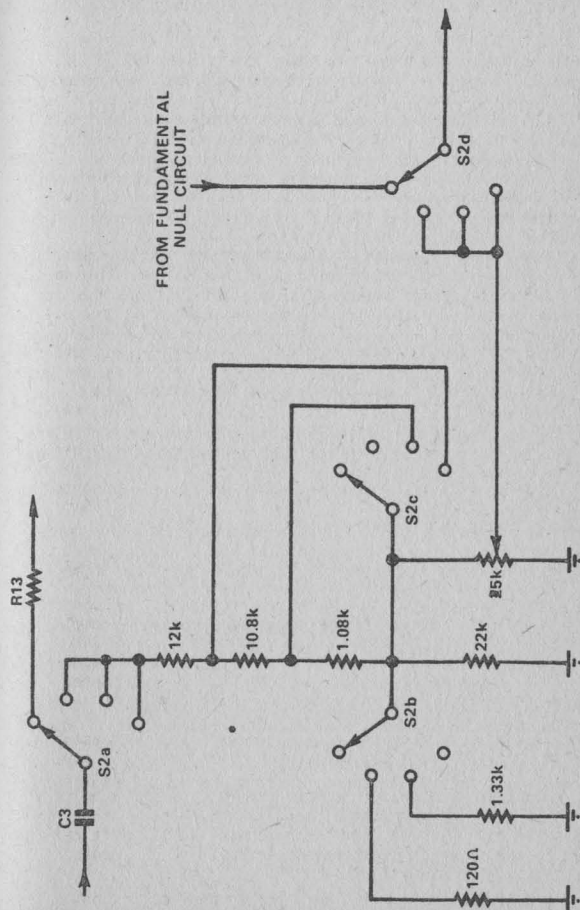 FROM FUNDAMENTAL
NULL CIRCUIT
S2d
R13
S2a
C3
12k
10.8k
1.08k
S2c
S2b
25k
22k
1.33k
120Ω